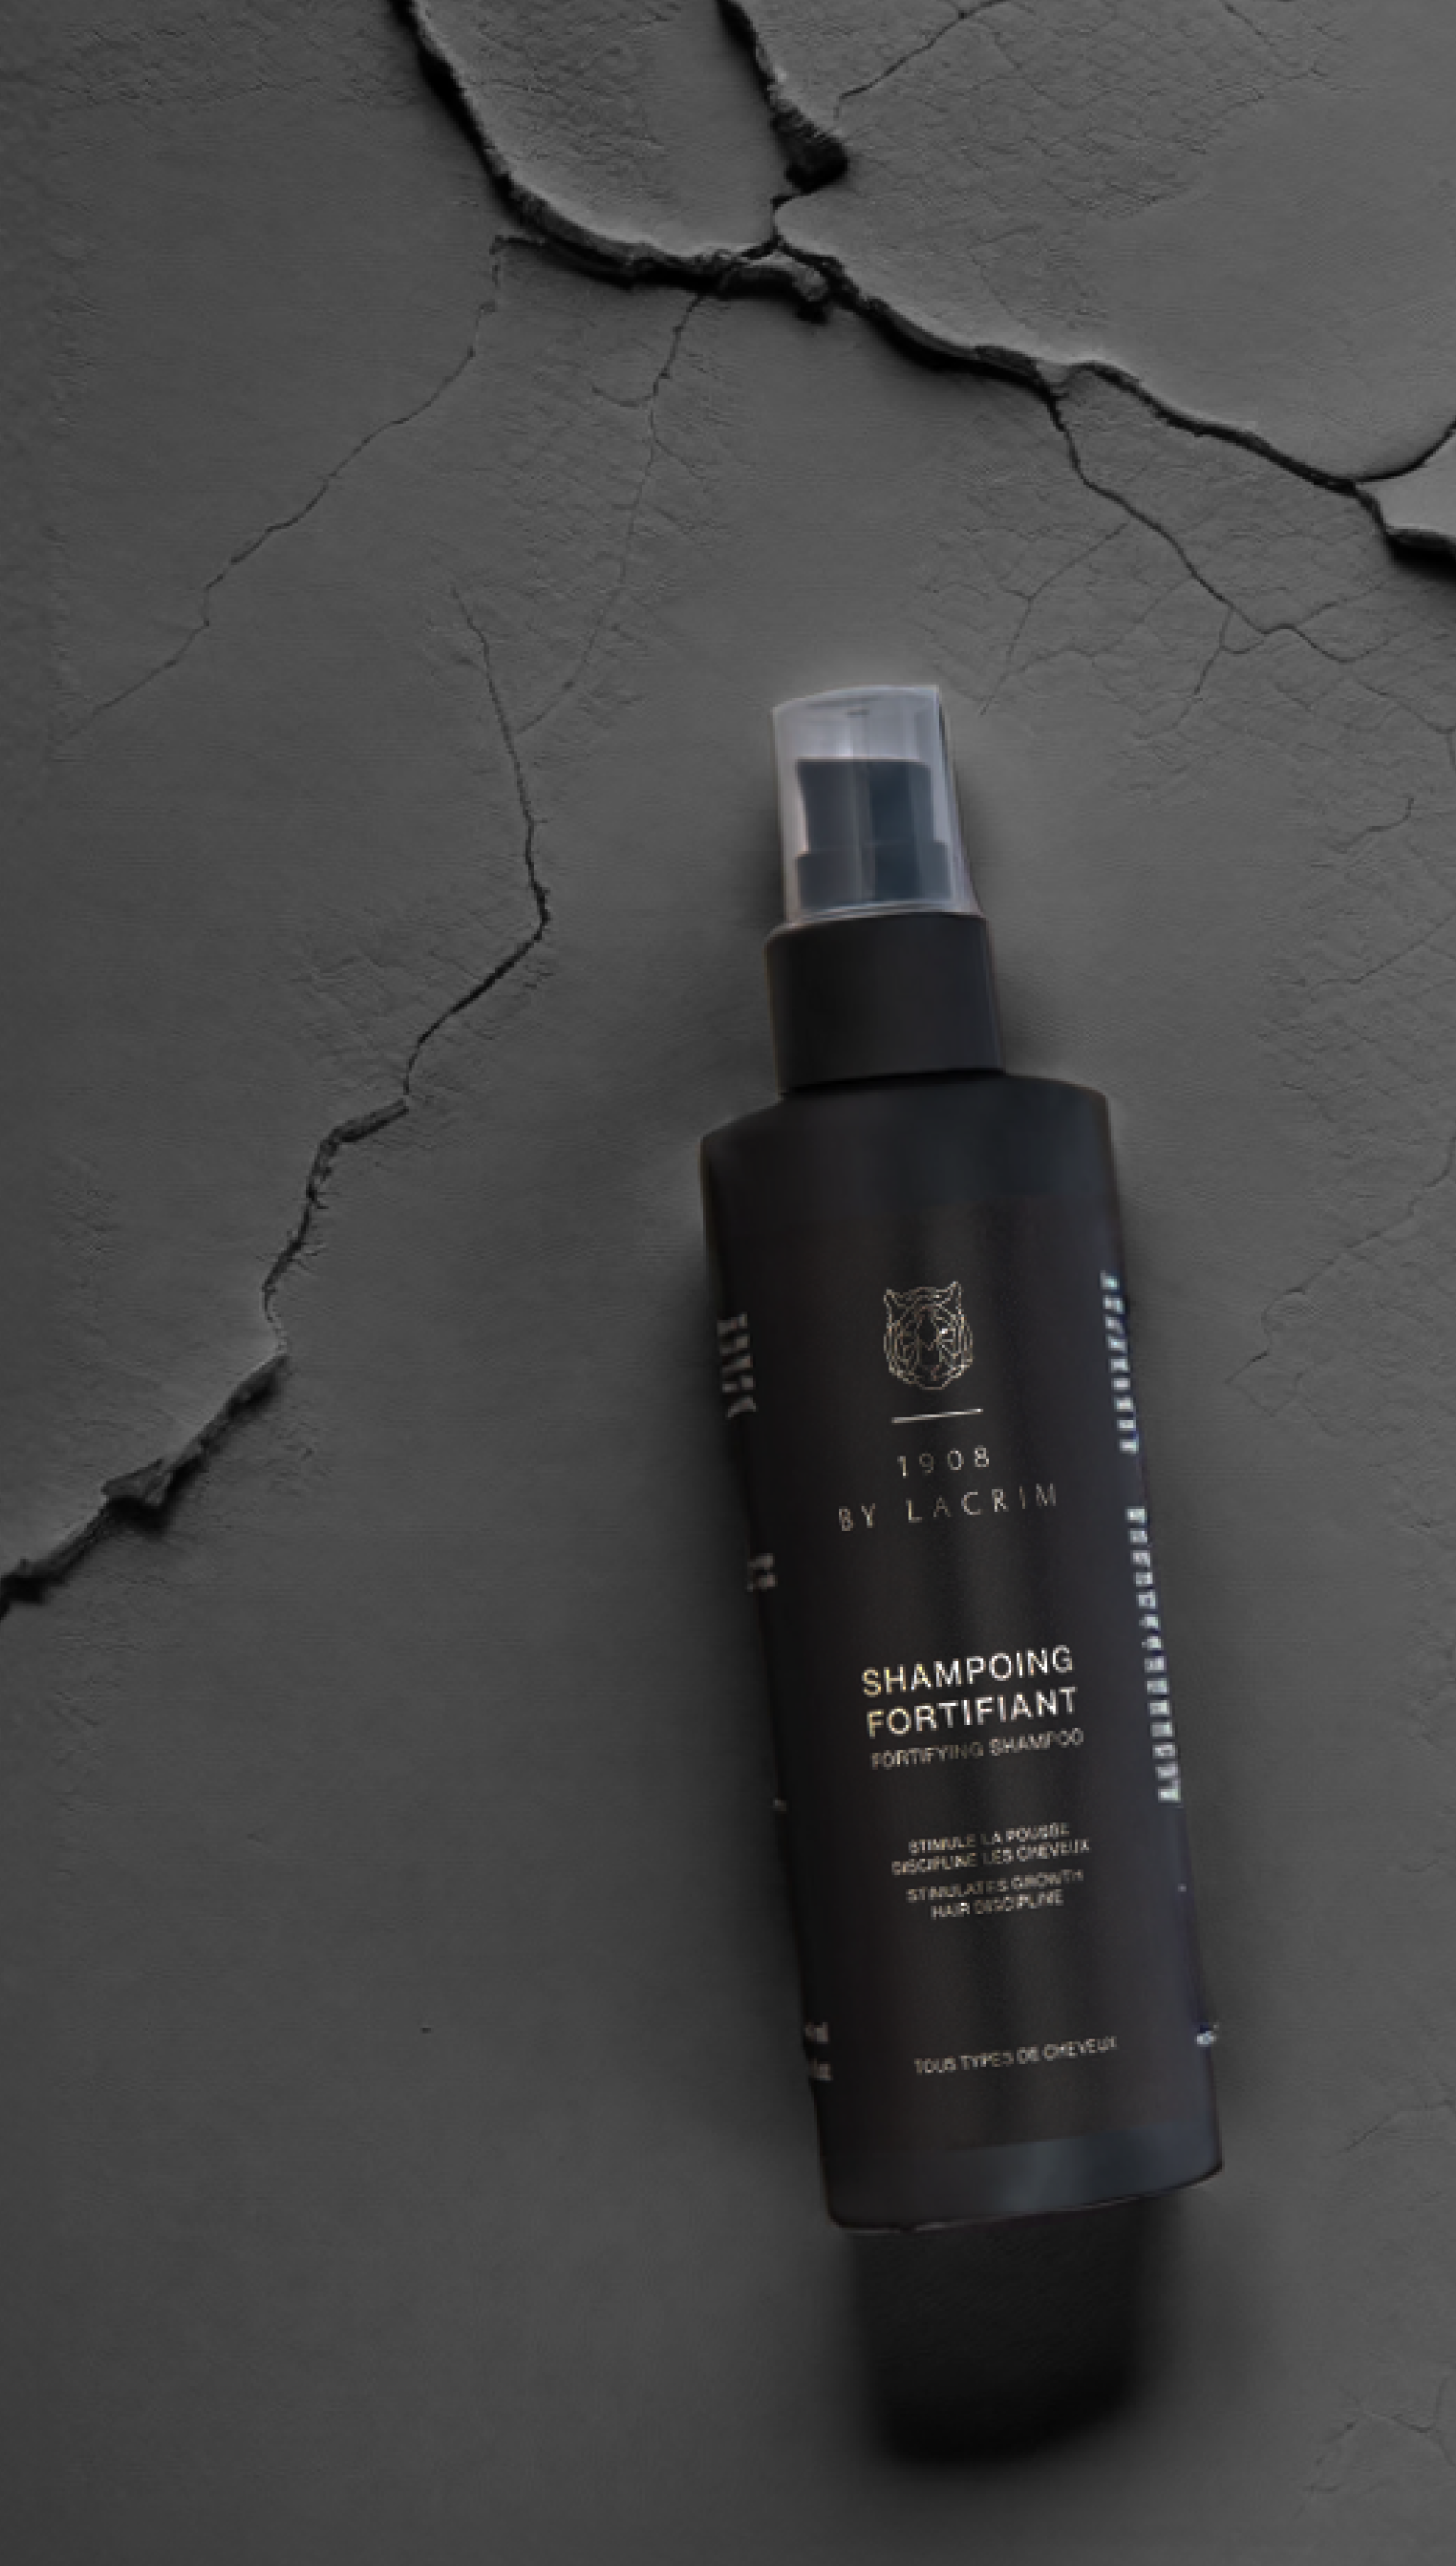 1908
BY LACRIM
SHAMPOING
FORTIFIANT
FORTIFYING SHAMPOO
STIMULE LA POUSSE
DISCIPLINE LES CHEVEUX
STIMULATES GROWTH
HAIR DISCIPLINE
TOUS TYPES DE CHEVEUX